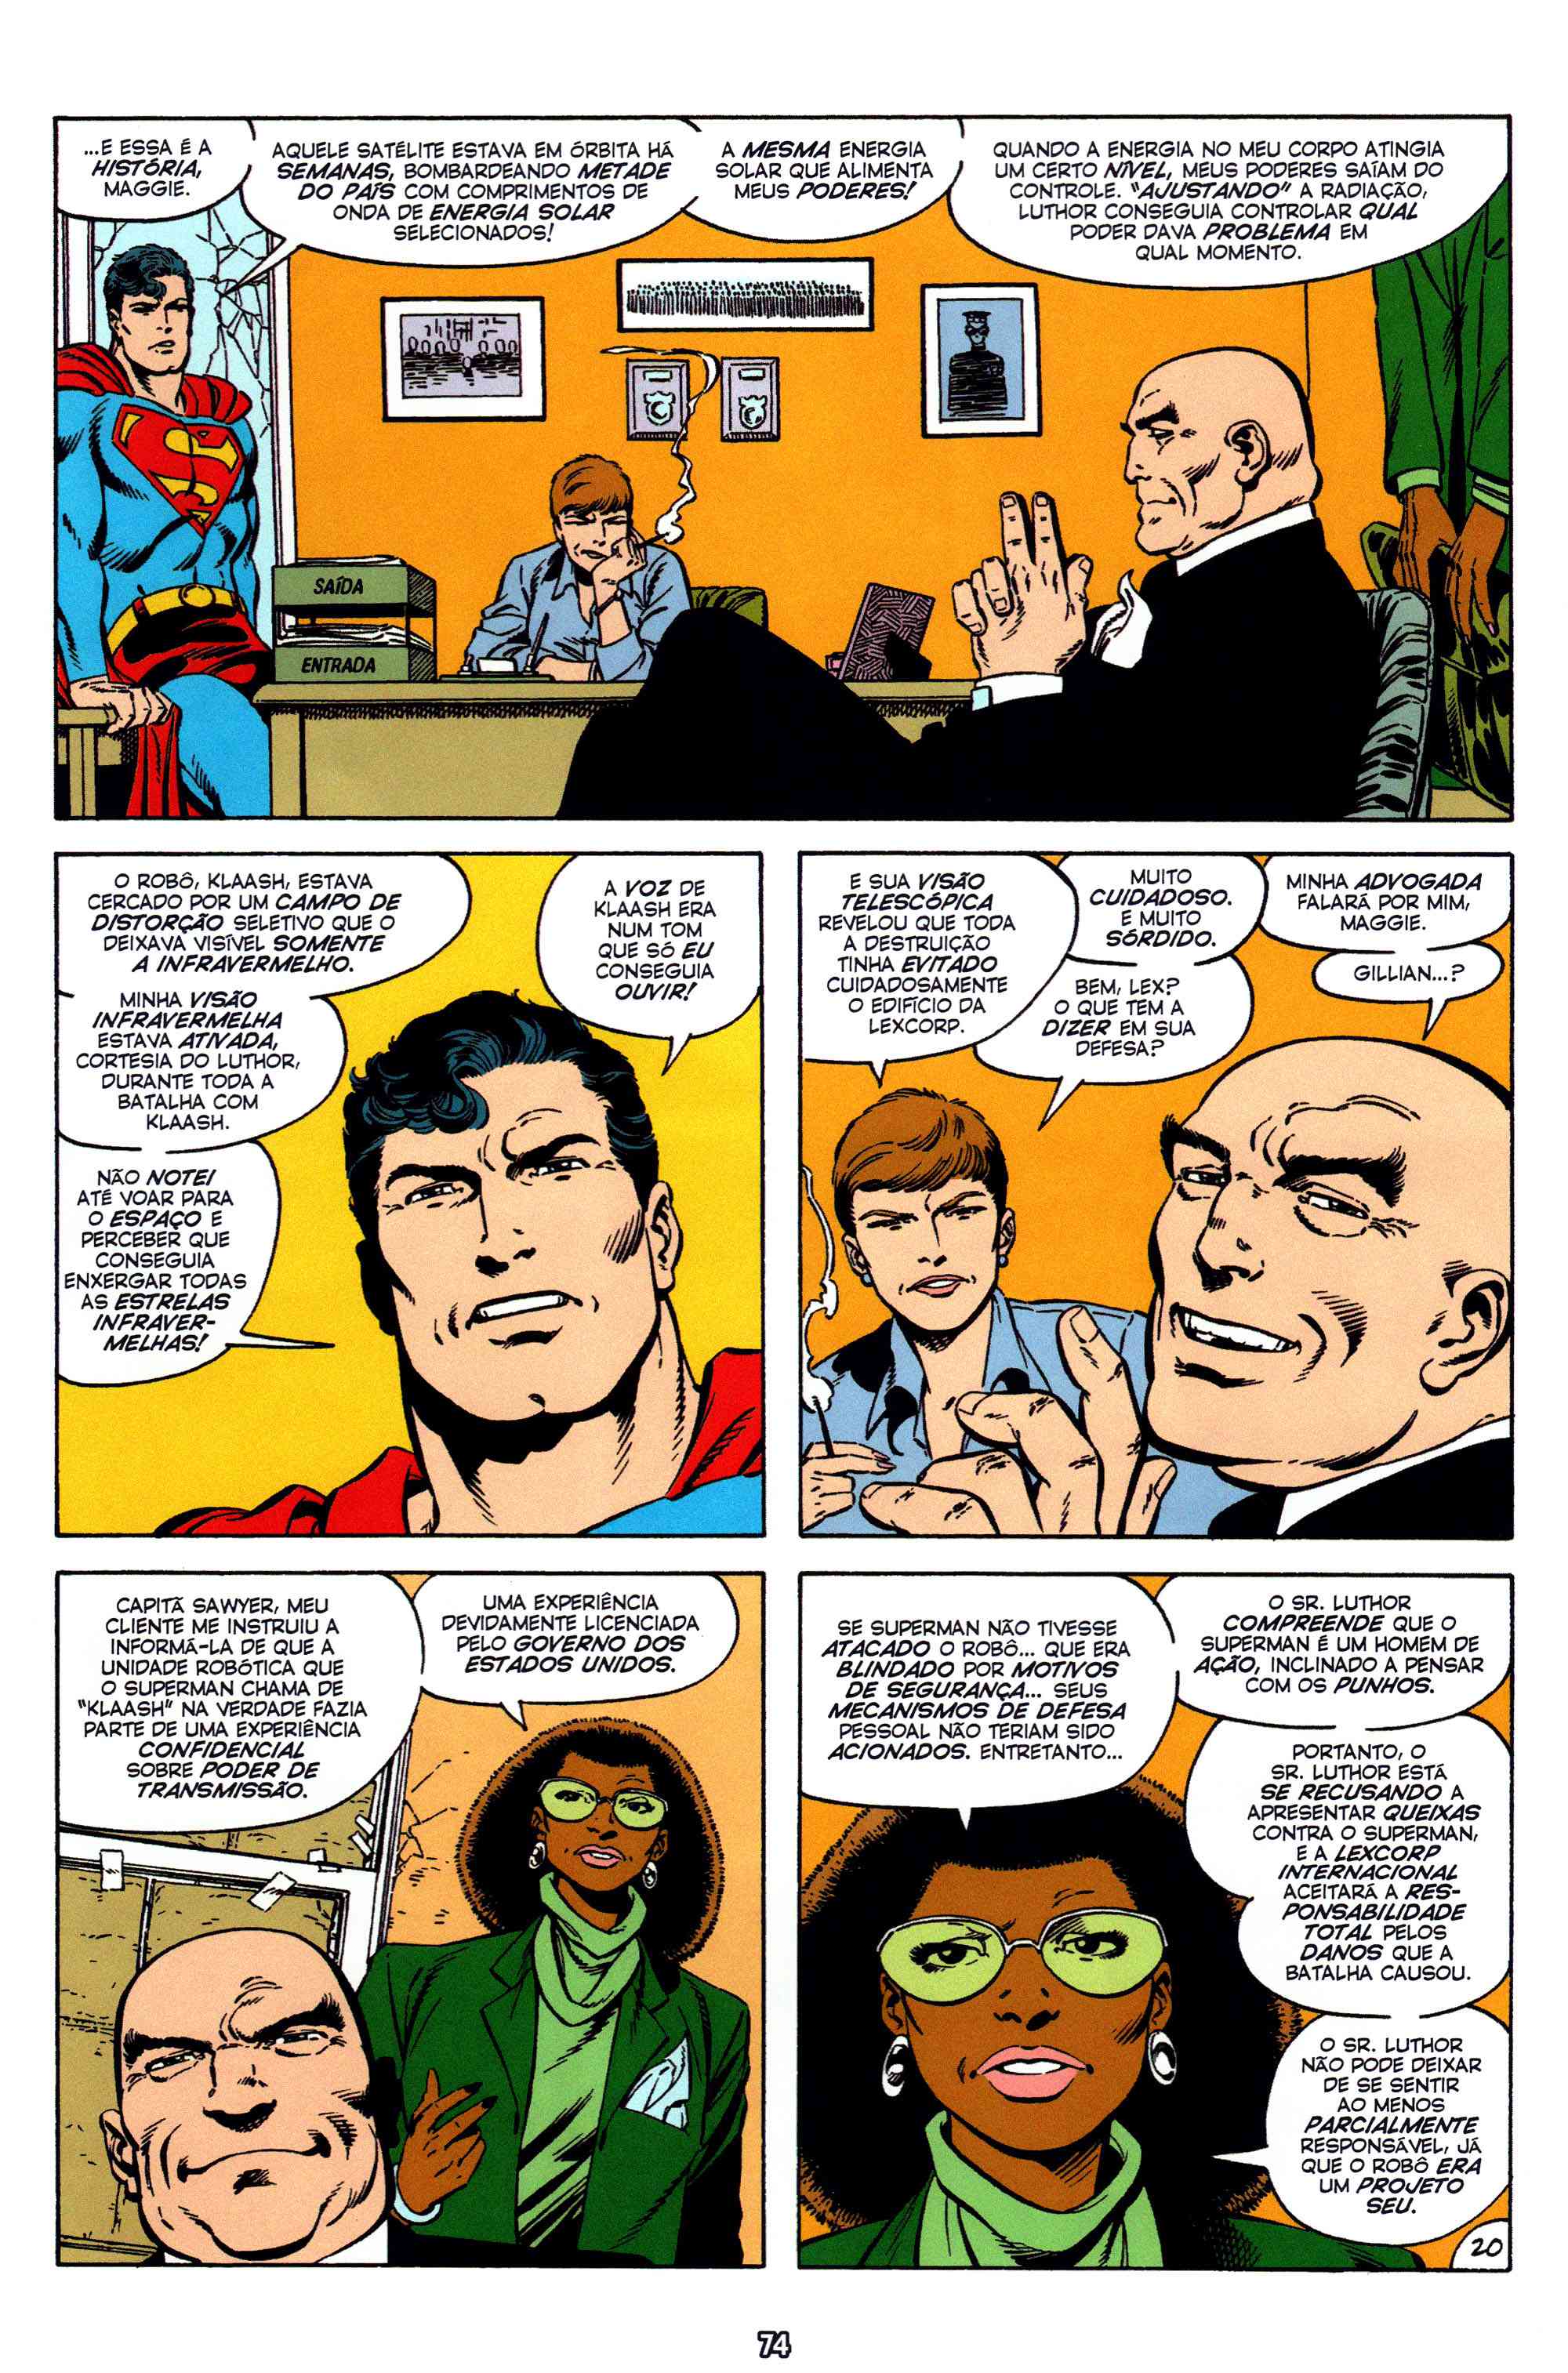 ...E ESSA É A
HISTÓRIA,
MAGGIE.
AQUELE SATÉLITE ESTAVA EM ÓRBITA HÁ
SEMANAS, BOMBARDEANDO METADE
DO PAÍS COM COMPRIMENTOS DE
ONDA DE ENERGIA SOLAR
SELECIONADOS!
A MESMA ENERGIA
SOLAR QUE ALIMENTA
MEUS PODERES!
QUANDO A ENERGIA NO MEU CORPO ATINGIA
UM CERTO NÍVEL, MEUS PODERES SAÍAM DO
CONTROLE. "AJUSTANDO" A RADIAÇÃO,
LUTHOR CONSEGUIA CONTROLAR QUAL
PODER DAVA PROBLEMA EM
QUAL MOMENTO.
SAÍDA
ENTRADA
O ROBÔ, KLAASH, ESTAVA
CERCADO POR UM CAMPO DE
DISTORÇÃO SELETIVO QUE O
DEIXAVA VISÍVEL SOMENTE
A INFRAVERMELHO.
MINHA VISÃO
INFRAVERMELHA
ESTAVA ATIVADA,
CORTESIA DO LUTHOR,
DURANTE TODA A
BATALHA COM
KLAASH.
NÃO NOTEI
ATÉ VOAR PARA
O ESPAÇO E
PERCEBER QUE
CONSEGUIA
ENXERGAR TODAS
AS ESTRELAS
INFRAVER-
MELHAS!
A VOZ DE
KLAASH ERA
NUM TOM
QUE SÓ EU
CONSEGUIA
OUVIR!
E SUA VISÃO
TELESCÓPICA
REVELOU QUE TODA
A DESTRUIÇÃO
TINHA EVITADO
CUIDADOSAMENTE
O EDIFÍCIO DA
LEXCORP.
MUITO
CUIDADOSO.
E MUITO
SÓRDIDO.
BEM, LEX?
O QUE TEM A
DIZER EM SUA
DEFESA?
MINHA ADVOGADA
FALARÁ POR MIM,
MAGGIE.
GILLIAN...?
CAPITÃ SAWYER, MEU
CLIENTE ME INSTRUIU A
INFORMÁ-LA DE QUE A
UNIDADE ROBÓTICA QUE
O SUPERMAN CHAMA DE
"KLAASH" NA VERDADE FAZIA
PARTE DE UMA EXPERIÊNCIA
CONFIDENCIAL
SOBRE PODER DE
TRANSMISSÃO.
UMA EXPERIÊNCIA
DEVIDAMENTE LICENCIADA
PELO GOVERNO DOS
ESTADOS UNIDOS.
SE SUPERMAN NÃO TIVESSE
ATACADO O ROBÔ... QUE ERA
BLINDADO POR MOTIVOS
DE SEGURANÇA... SEUS
MECANISMOS DE DEFESA
PESSOAL NÃO TERIAM SIDO
ACIONADOS. ENTRETANTO...
O SR. LUTHOR
COMPREENDE QUE O
SUPERMAN É UM HOMEM DE
AÇÃO, INCLINADO A PENSAR
COM OS PUNHOS.
PORTANTO, O
SR. LUTHOR ESTÁ
SE RECUSANDO A
APRESENTAR QUEIXAS
CONTRA O SUPERMAN,
E A LEXCORP
INTERNACIONAL
ACEITARÁ A RES-
PONSABILIDADE
TOTAL PELOS
DANOS QUE A
BATALHA CAUSOU.
O SR. LUTHOR
NÃO PODE DEIXAR
DE SE SENTIR
AO MENOS
PARCIALMENTE
RESPONSÁVEL, JÁ
QUE O ROBÔ ERA
UM PROJETO
SEU.
20
74